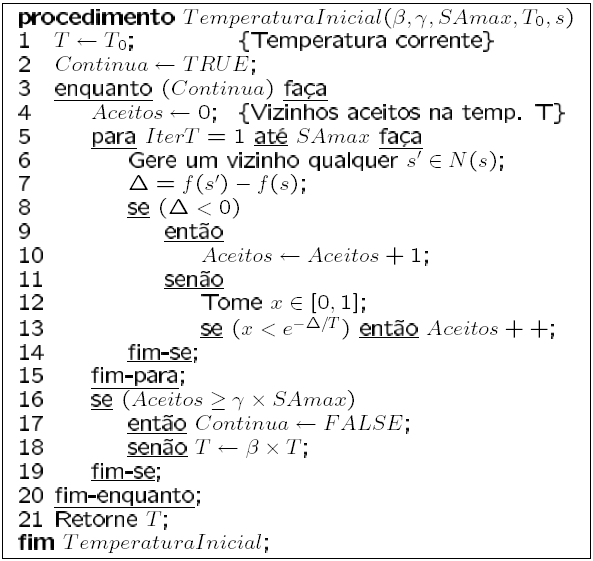 procedimento TemperaturaInicial(β, γ, SAmax, T₀, s)
1 T ← T₀; {Temperatura corrente}
2 Continua ← TRUE;
3 enquanto (Continua) faça
4 Aceitos ← 0; {Vizinhos aceitos na temp. T}
5 para IterT = 1 até SAmax faça
6 Gere um vizinho qualquer s′ ∈ N(s);
7 Δ = f(s′) − f(s);
8 se (Δ < 0)
9 então
10 Aceitos ← Aceitos + 1;
11 senão
12 Tome x ∈ [0, 1];
13 se (x < e^{−Δ/T}) então Aceitos + +;
14 fim-se;
15 fim-para;
16 se (Aceitos ≥ γ × SAmax)
17 então Continua ← FALSE;
18 senão T ← β × T;
19 fim-se;
20 fim-enquanto;
21 Retorne T;
fim TemperaturaInicial;